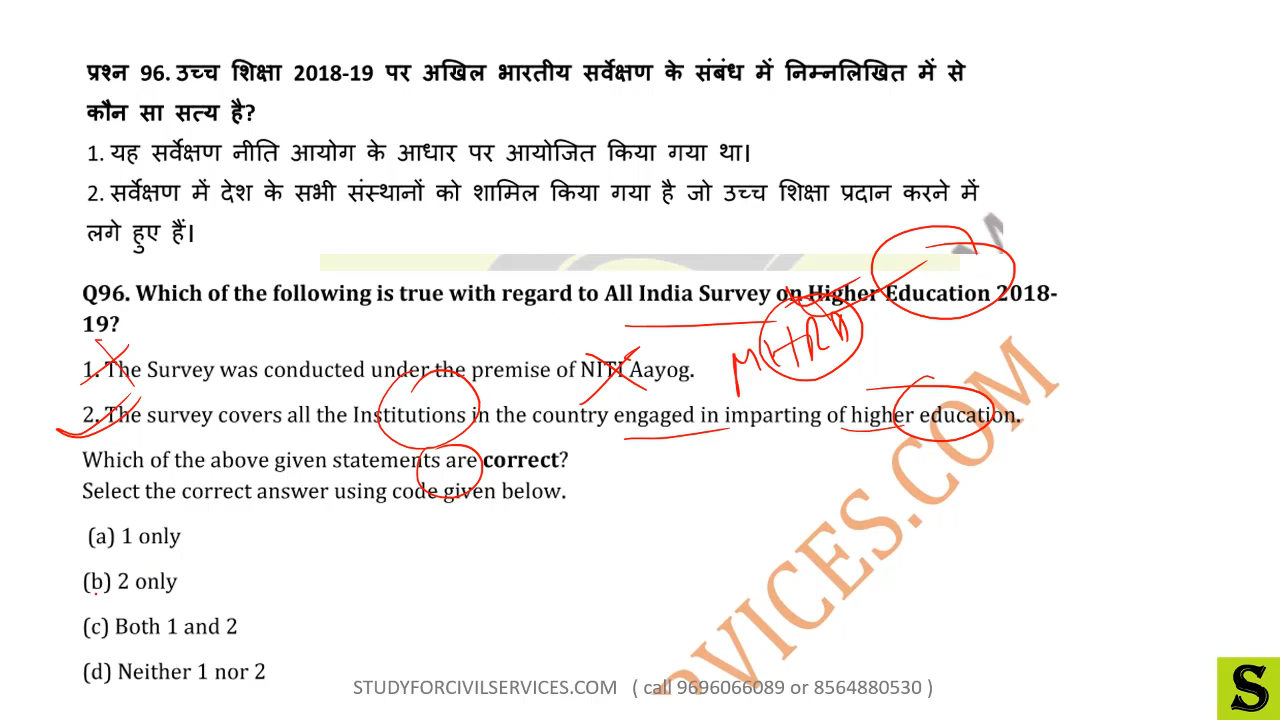 प्रश्न 96. उच्च शिक्षा 2018-19 पर अखिल भारतीय सर्वेक्षण के संबंध में निम्नलिखित में से
कौन सा सत्य है?
1. यह सर्वेक्षण नीति आयोग के आधार पर आयोजित किया गया था।
2. सर्वेक्षण में देश के सभी संस्थानों को शामिल किया गया है जो उच्च शिक्षा प्रदान करने में
लगे हुए हैं।
Q96. Which of the following is true with regard to All India Survey on Higher Education 2018-
19?
MHRD
1. The Survey was conducted under the premise of NITI Aayog.
2. The survey covers all the Institutions in the country engaged in imparting of higher education.
Which of the above given statements are correct?
Select the correct answer using code given below.
(a) 1 only
(b) 2 only
(c) Both 1 and 2
(d) Neither 1 nor 2
RVICES.COM
STUDYFORCIVILSERVICES.COM ( call 9696066089 or 8564880530 )
S